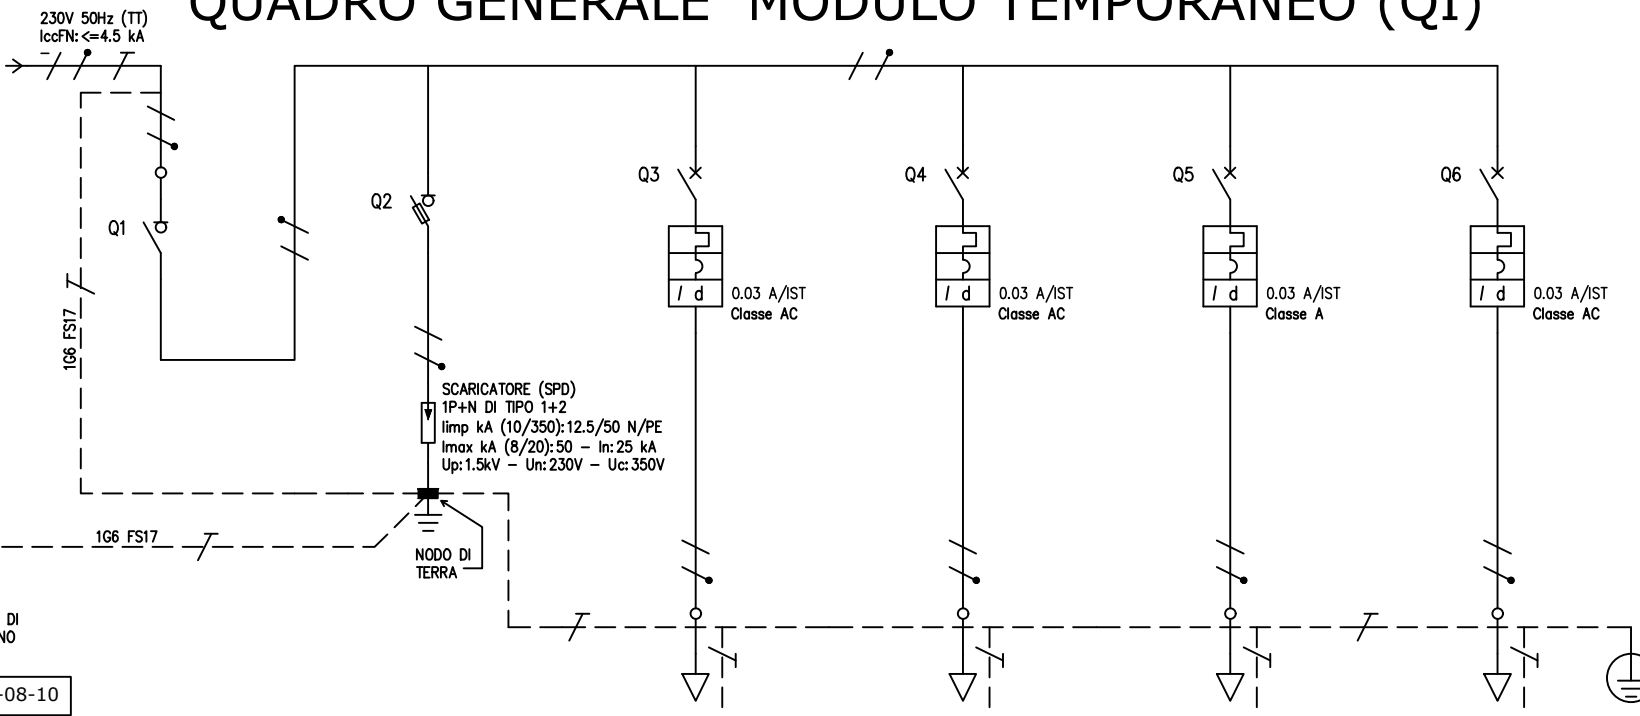 QUADRO GENERALE MODULO TEMPORANEO (QI)
230V 50Hz (TT)
IccFN:<=4.5 kA
Q1
Q2
Q3
Q4
Q5
Q6
I d
0.03 A/IST
Classe AC
I d
0.03 A/IST
Classe AC
I d
0.03 A/IST
Classe A
I d
0.03 A/IST
Classe AC
1G6 FS17
SCARICATORE (SPD)
1P+N DI TIPO 1+2
Iimp kA (10/350):12.5/50 N/PE
Imax kA (8/20):50 – In:25 kA
Up:1.5kV – Un:230V – Uc:350V
1G6 FS17
NODO DI
TERRA
DI
NO
-08-10